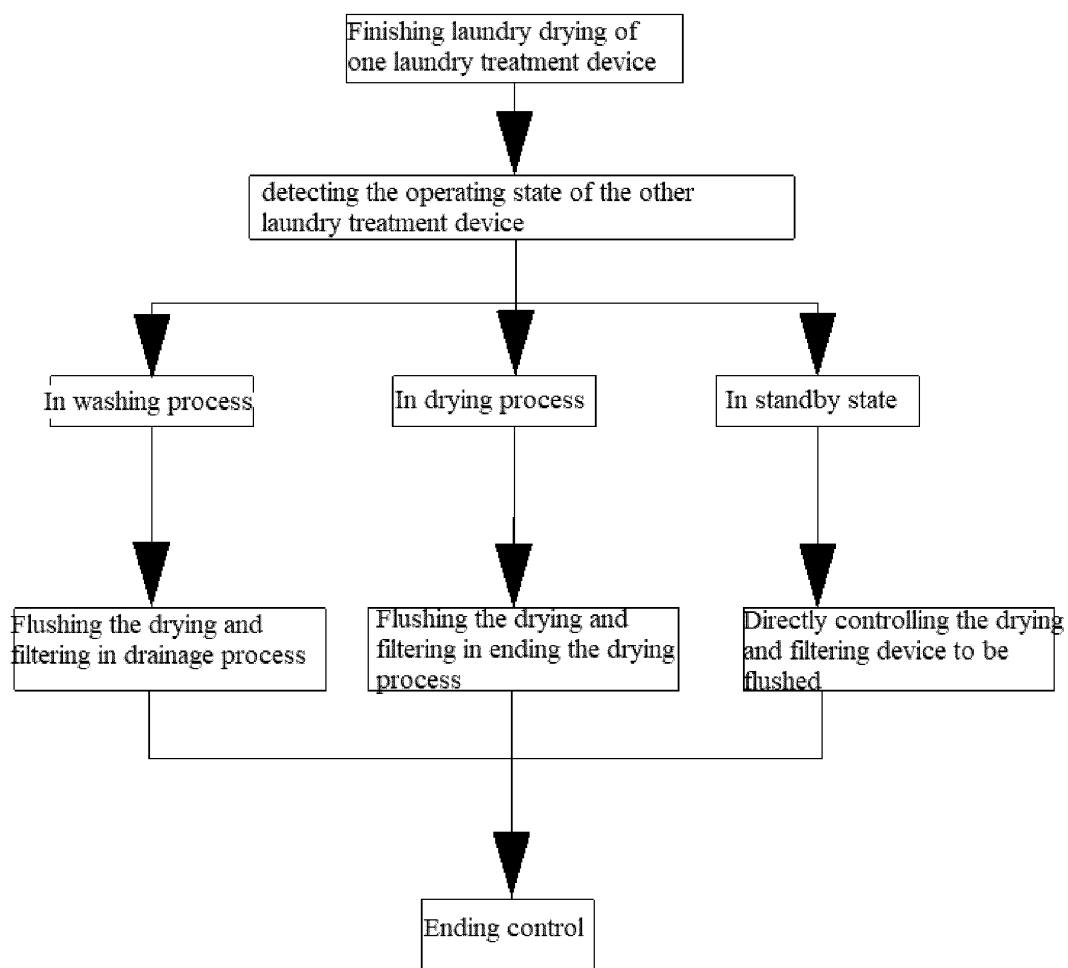 Finishing laundry drying of
one laundry treatment device
detecting the operating state of the other
laundry treatment device
In washing process
In drying process
In standby state
Flushing the drying and
filtering in drainage process
Flushing the drying and
filtering in ending the drying
process
Directly controlling the drying
and filtering device to be
flushed
Ending control